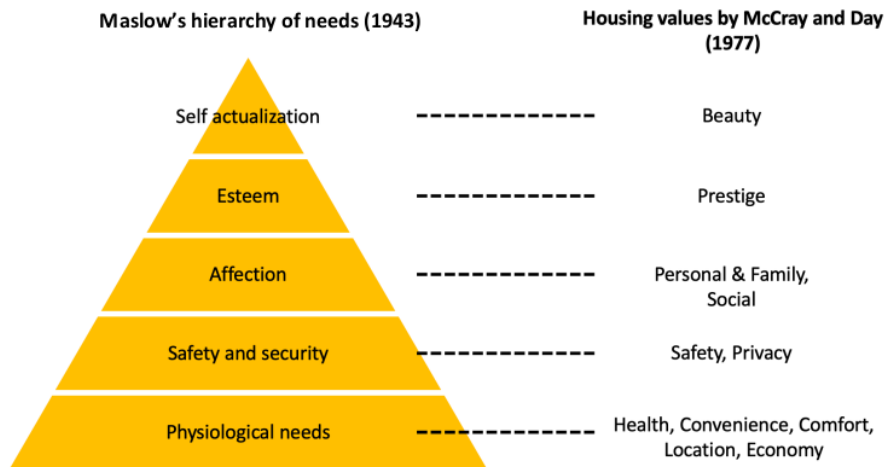 Maslow's hierarchy of needs (1943)
Housing values by McCray and Day
(1977)
Self actualization
Beauty
Esteem
Prestige
Affection
Personal & Family,
Social
Safety and security
Safety, Privacy
Physiological needs
Health, Convenience, Comfort,
Location, Economy